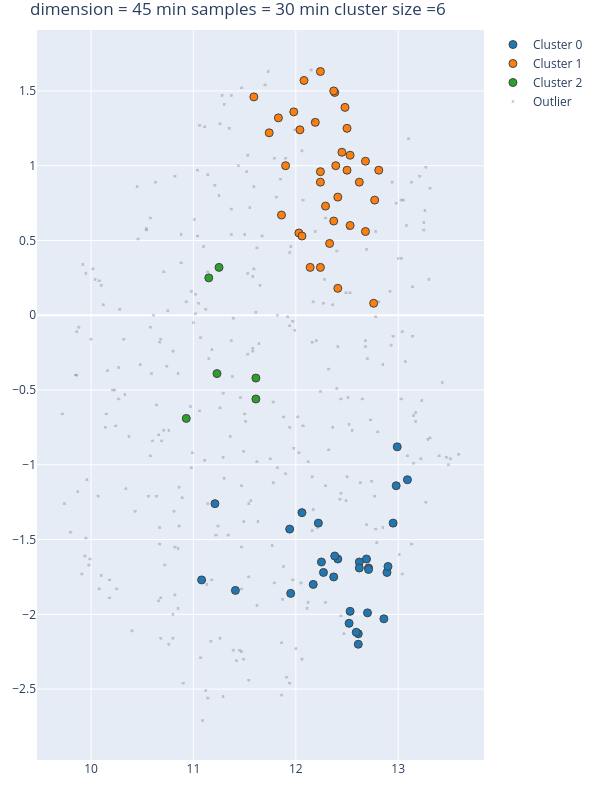 dimension = 45 min samples = 30 min cluster size =6
Cluster 0
Cluster 1
Cluster 2
Outlier
1.5
1
0.5
0
−0.5
−1
−1.5
−2
−2.5
10 11 12 13